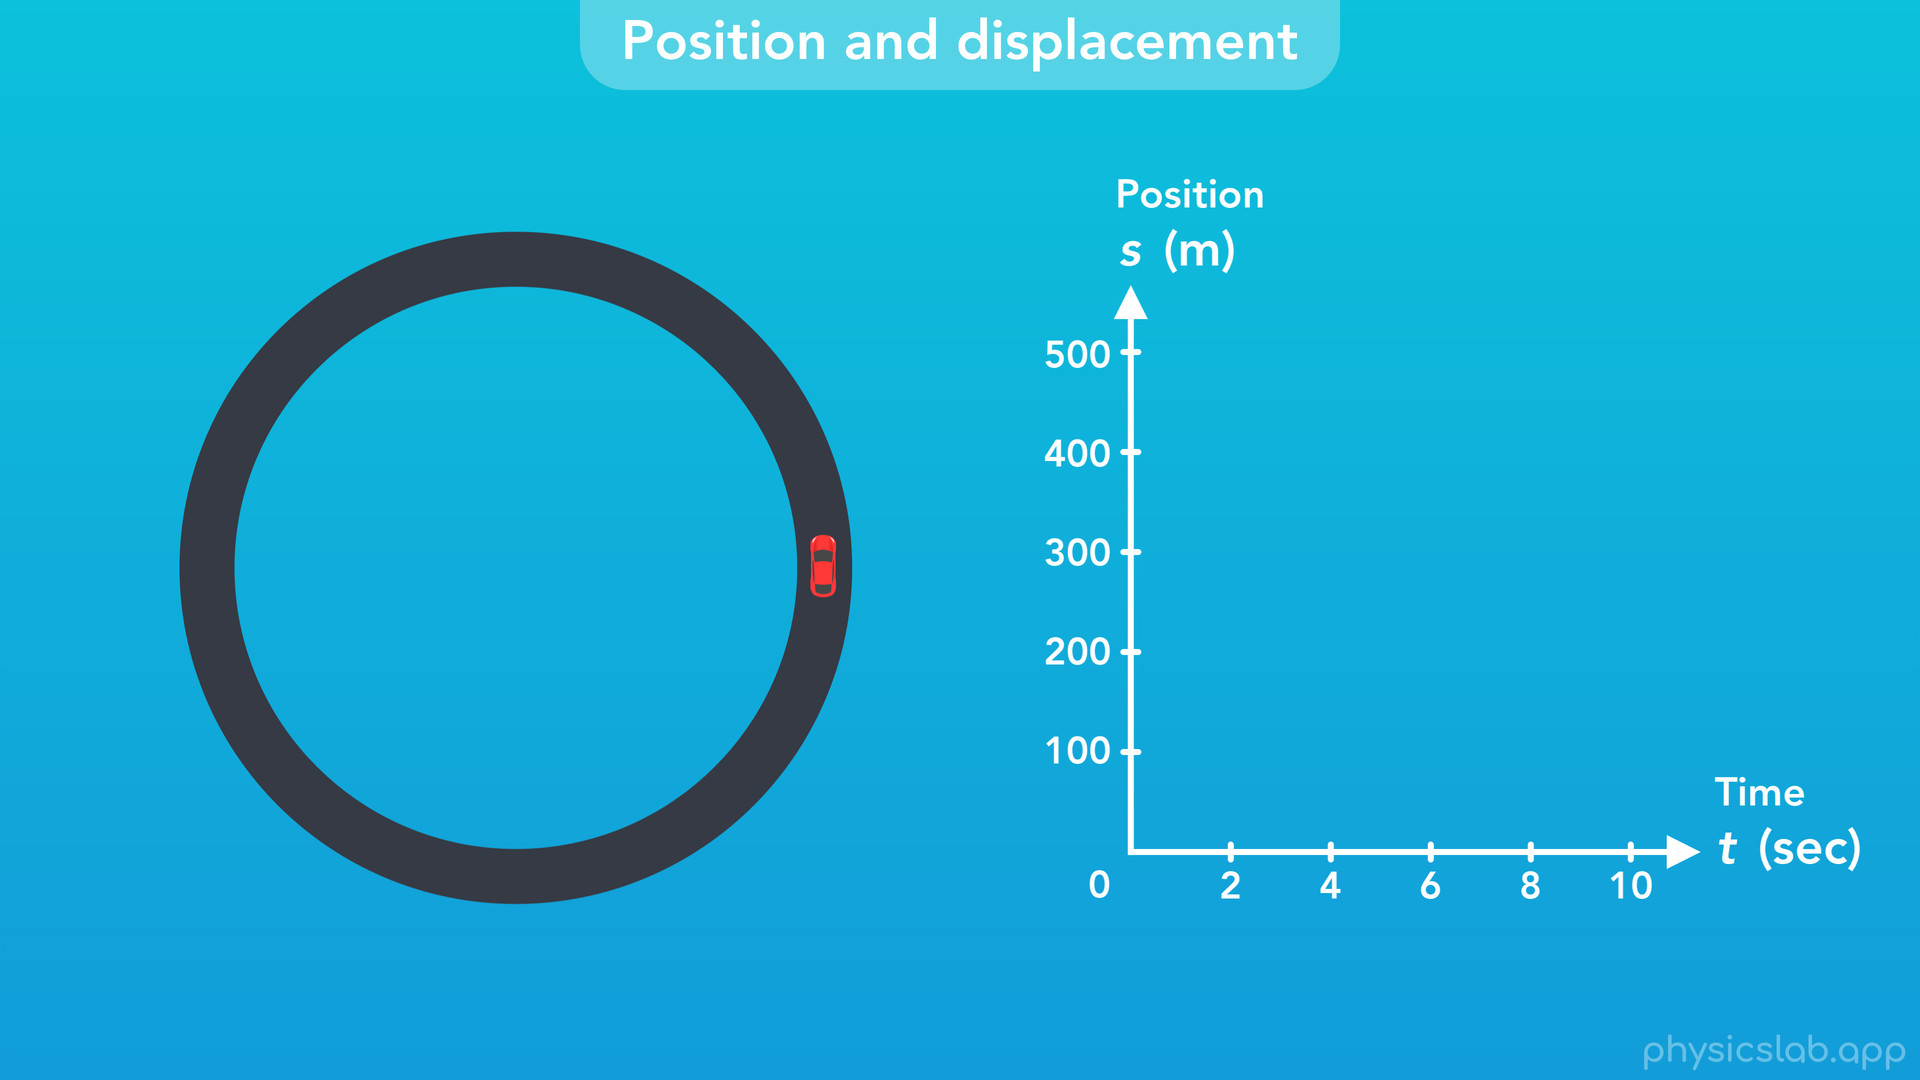 Position and displacement
Position
s (m)
500
400
300
200
100
0
2 4 6 8 10
Time
t (sec)
physicslab.app